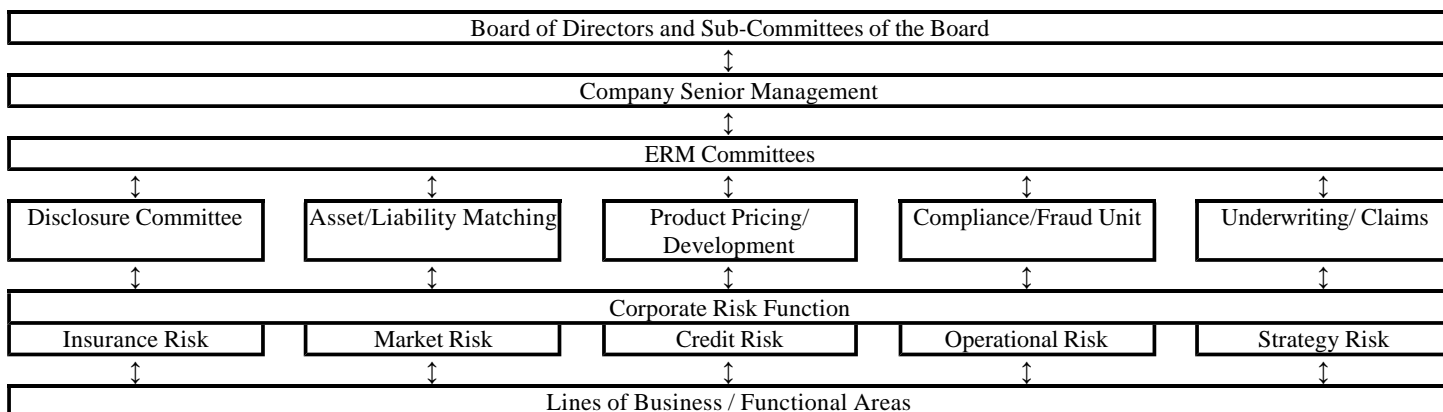 Board of Directors and Sub-Committees of the Board
↕
Company Senior Management
↕
ERM Committees
↕ ↕ ↕ ↕ ↕
Disclosure Committee Asset/Liability Matching Product Pricing/ Compliance/Fraud Unit Underwriting/ Claims
Development
↕ ↕ ↕ ↕ ↕
Corporate Risk Function
Insurance Risk Market Risk Credit Risk Operational Risk Strategy Risk
↕ ↕ ↕ ↕ ↕
Lines of Business / Functional Areas